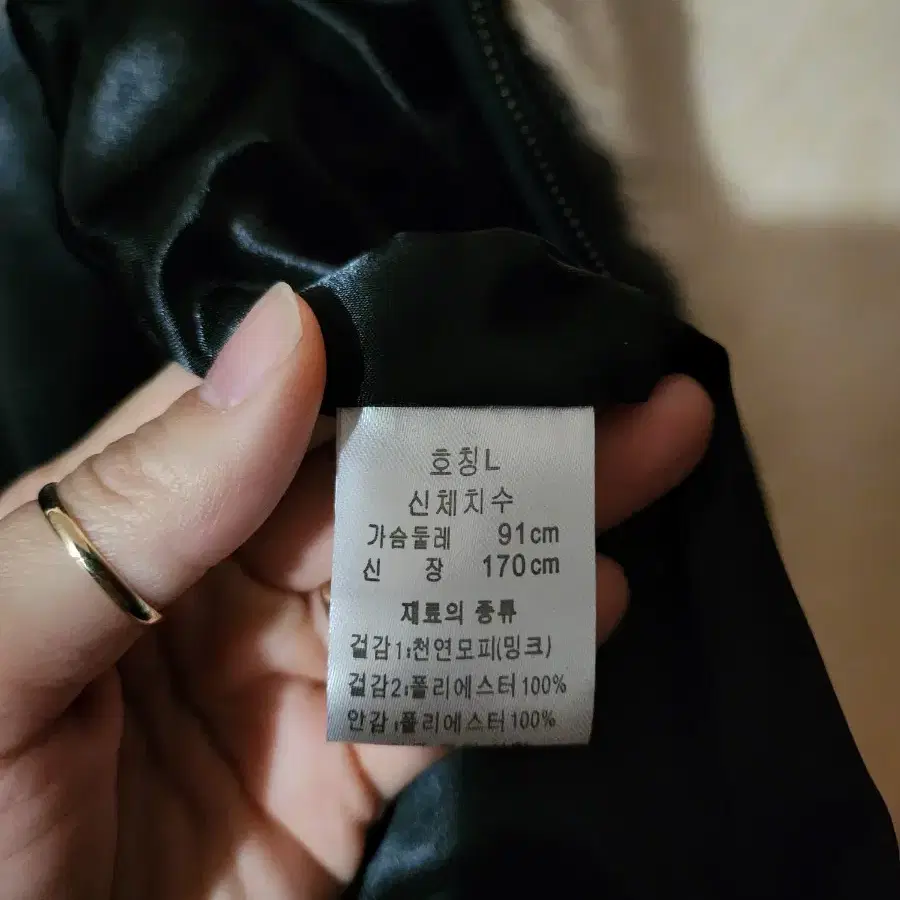 호칭L
신체치수
가슴둘레 91cm
신 장 170cm
재료의 종류
겉감1:천연모피(밍크)
겉감2:폴리에스터100%
안감:폴리에스터100%